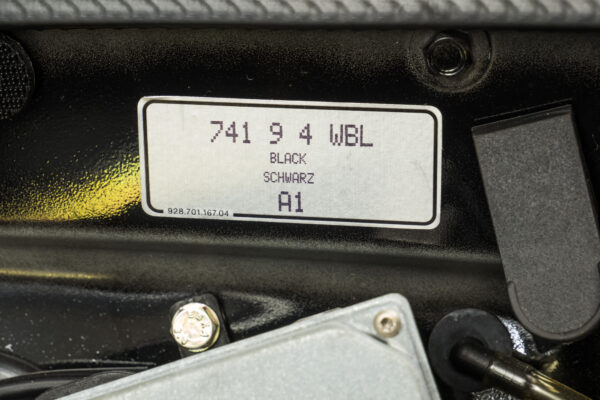 741 9 4 WBL
BLACK
SCHWARZ
A1
928.701.167.04